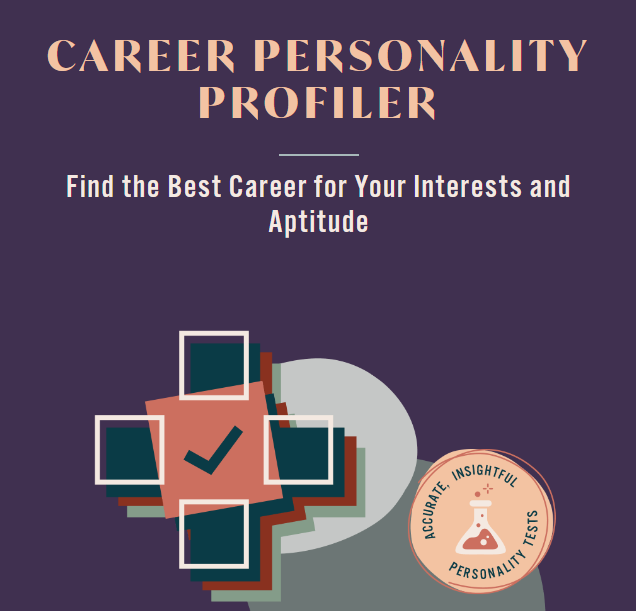 CAREER PERSONALITY
PROFILER
Find the Best Career for Your Interests and
Aptitude
ACCURATE, INSIGHTFUL
PERSONALITY TESTS